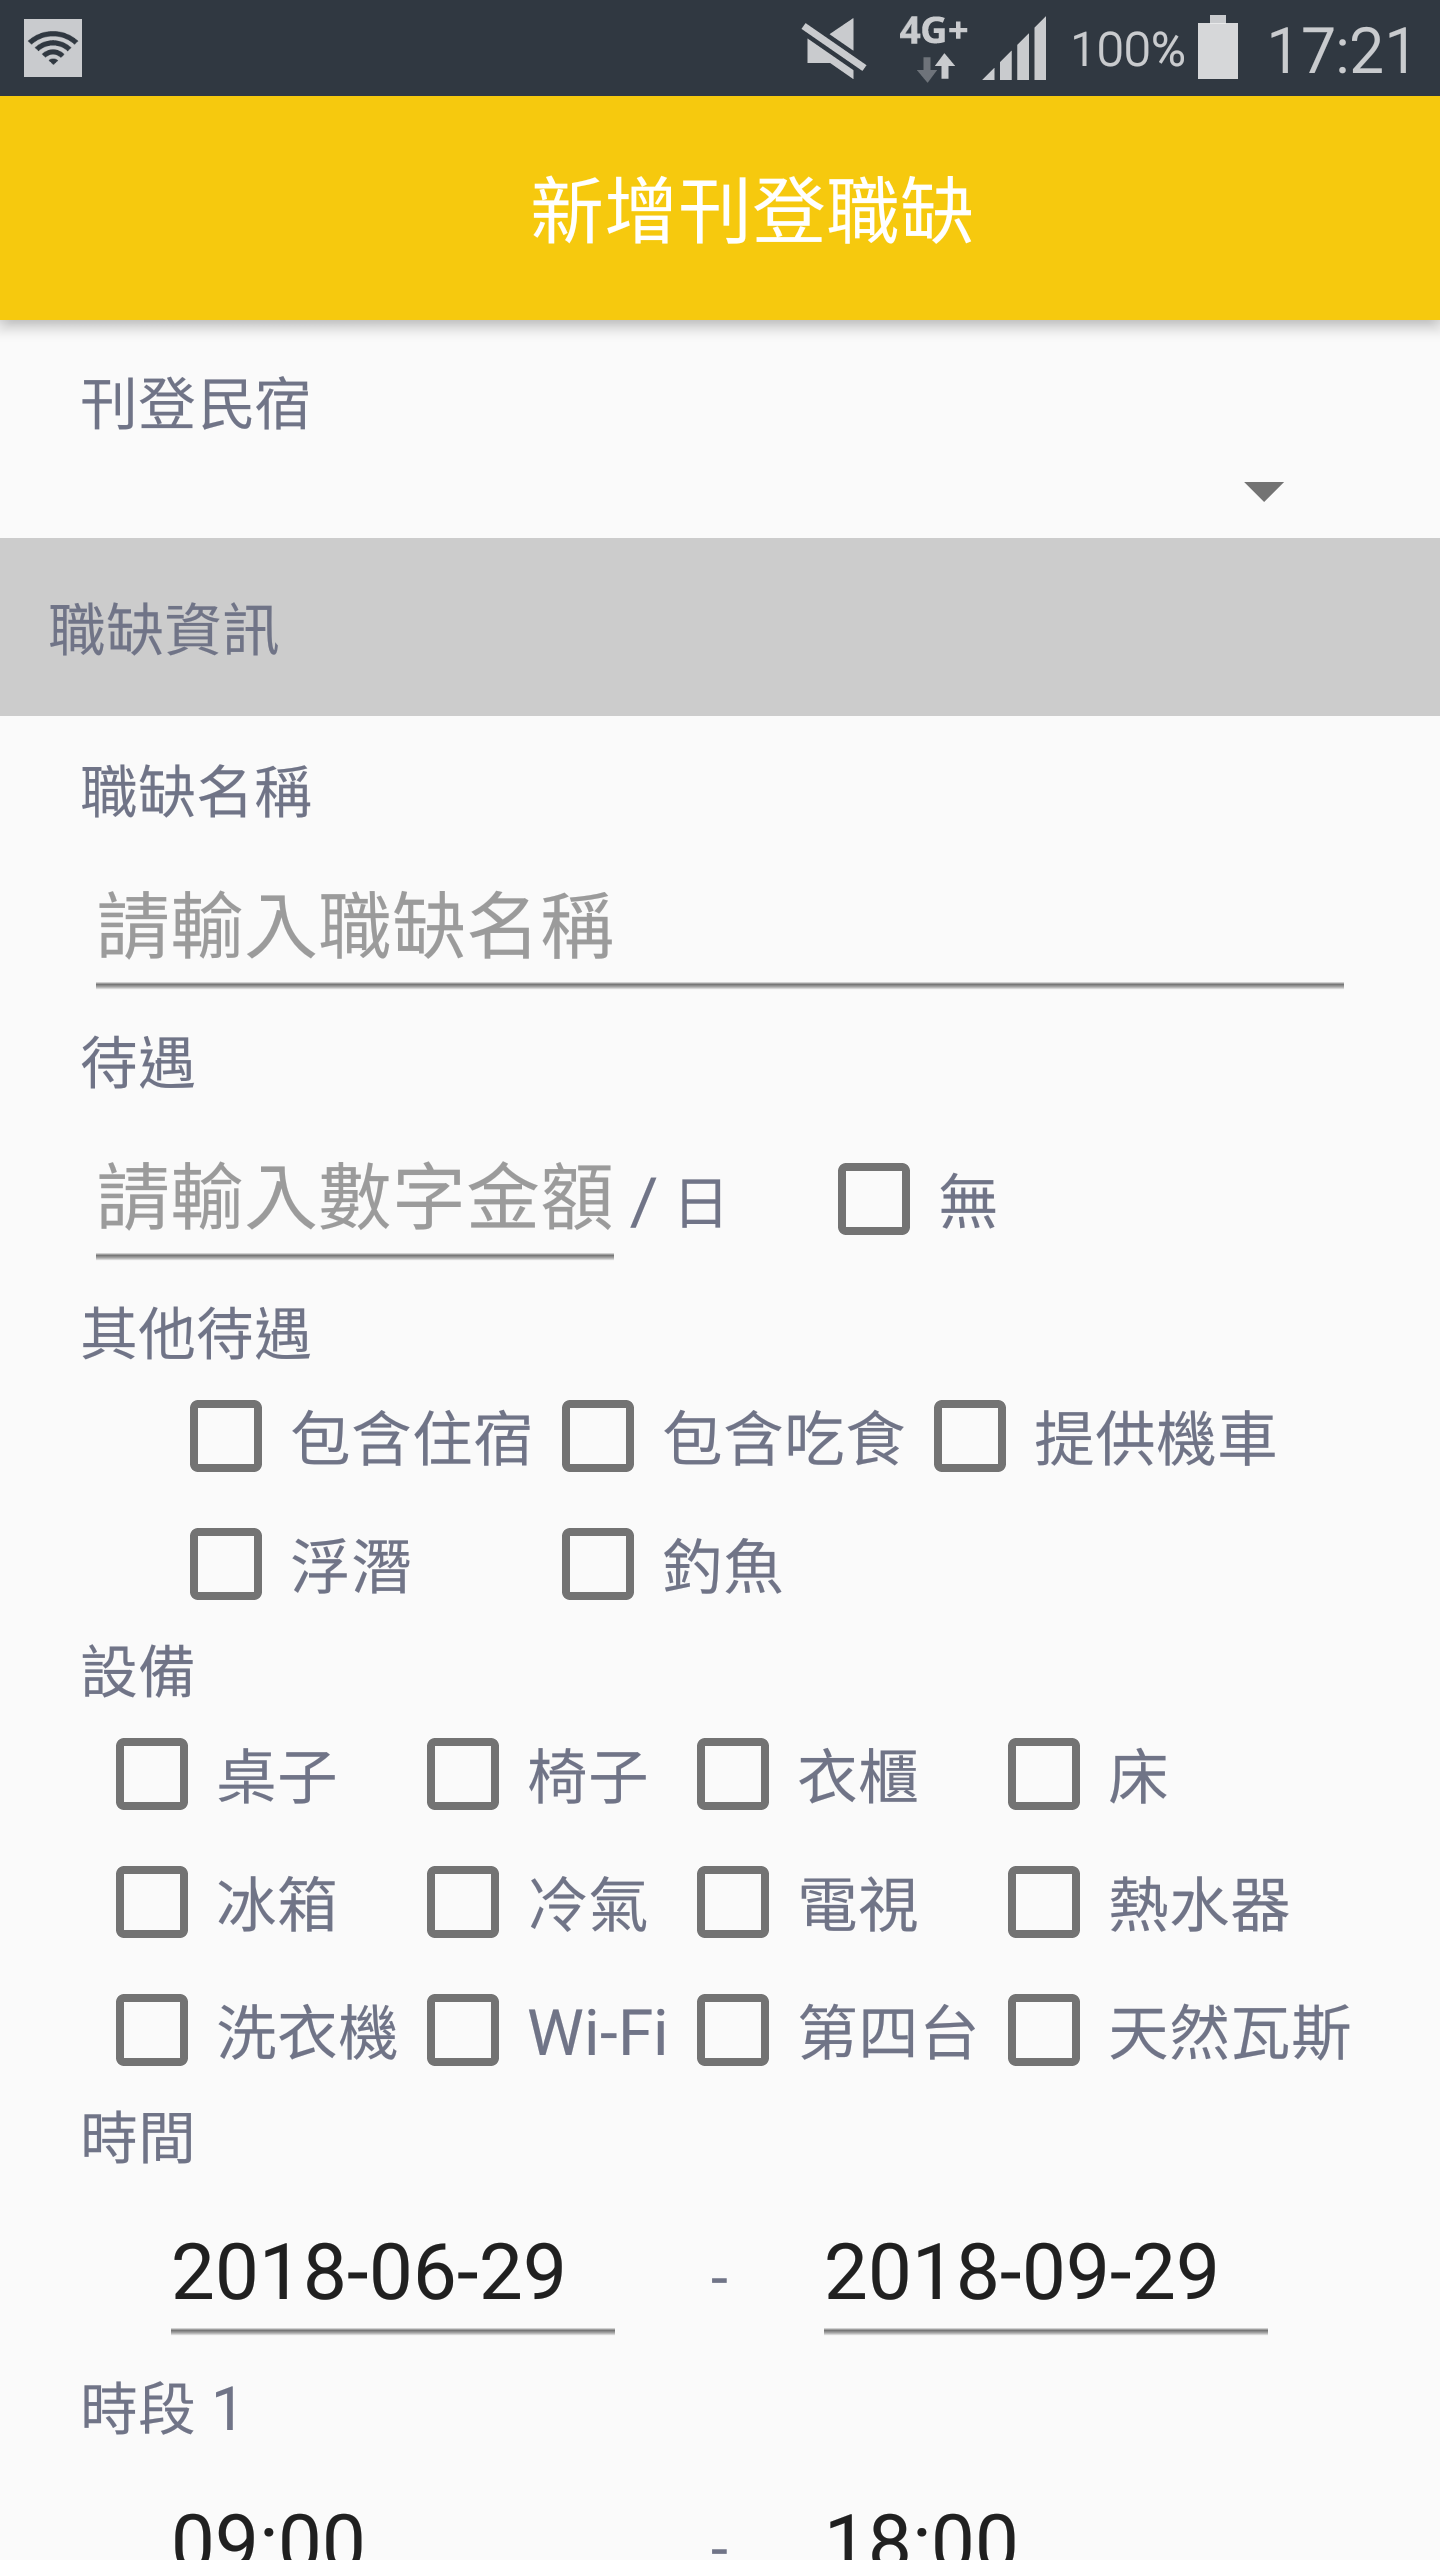 4G+ 100% 17:21
新增刊登職缺
刊登民宿
職缺資訊
職缺名稱
請輸入職缺名稱
待遇
請輸入數字金額 / 日 無
其他待遇
包含住宿 包含吃食 提供機車
浮潛 釣魚
設備
桌子 椅子 衣櫃 床
冰箱 冷氣 電視 熱水器
洗衣機 Wi-Fi 第四台 天然瓦斯
時間
2018-06-29 - 2018-09-29
時段 1
09:00 - 18:00